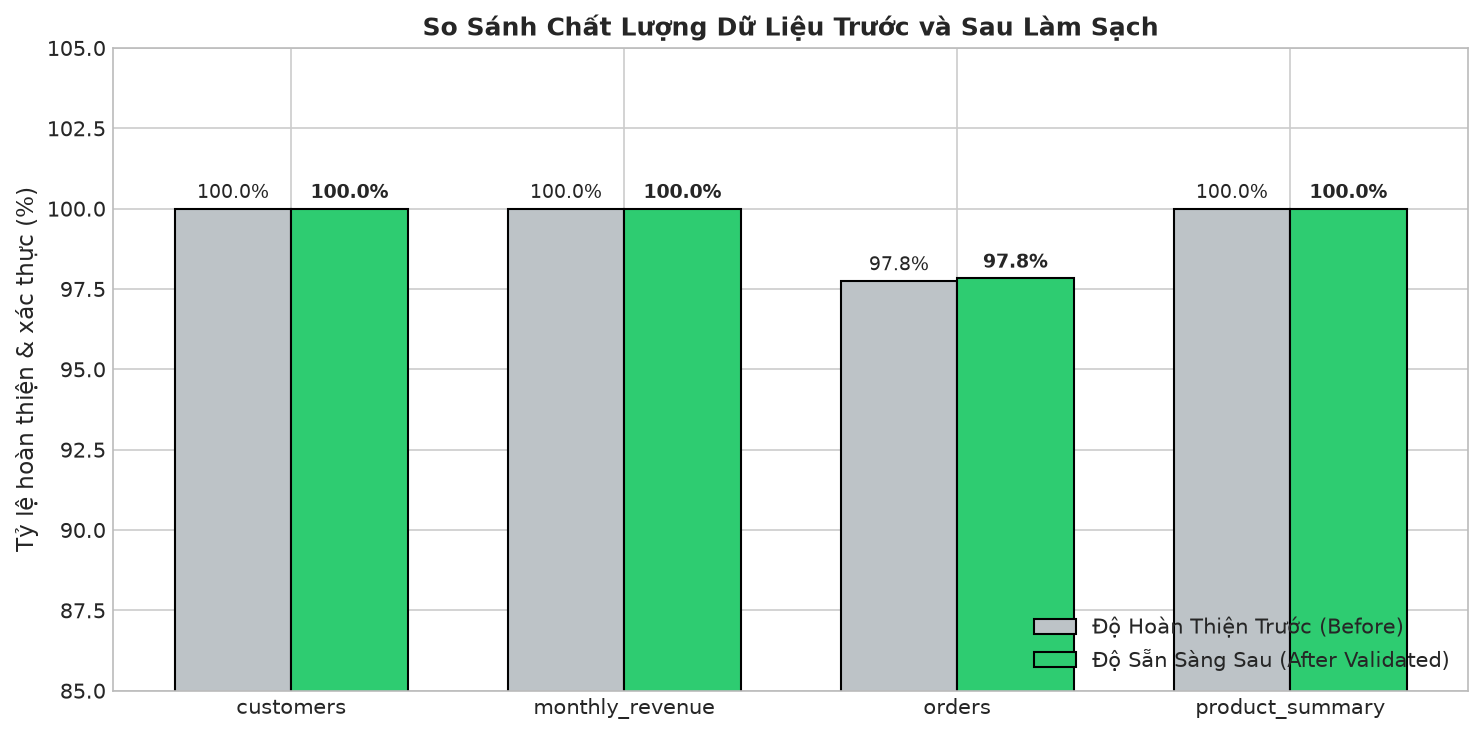 So Sánh Chất Lượng Dữ Liệu Trước và Sau Làm Sạch
Tỷ lệ hoàn thiện & xác thực (%)
105.0
102.5
100.0
97.5
95.0
92.5
90.0
87.5
85.0
100.0% 100.0% 100.0% 100.0% 97.8% 97.8% 100.0% 100.0%
Độ Hoàn Thiện Trước (Before)
Độ Sẵn Sàng Sau (After Validated)
customers monthly_revenue orders product_summary